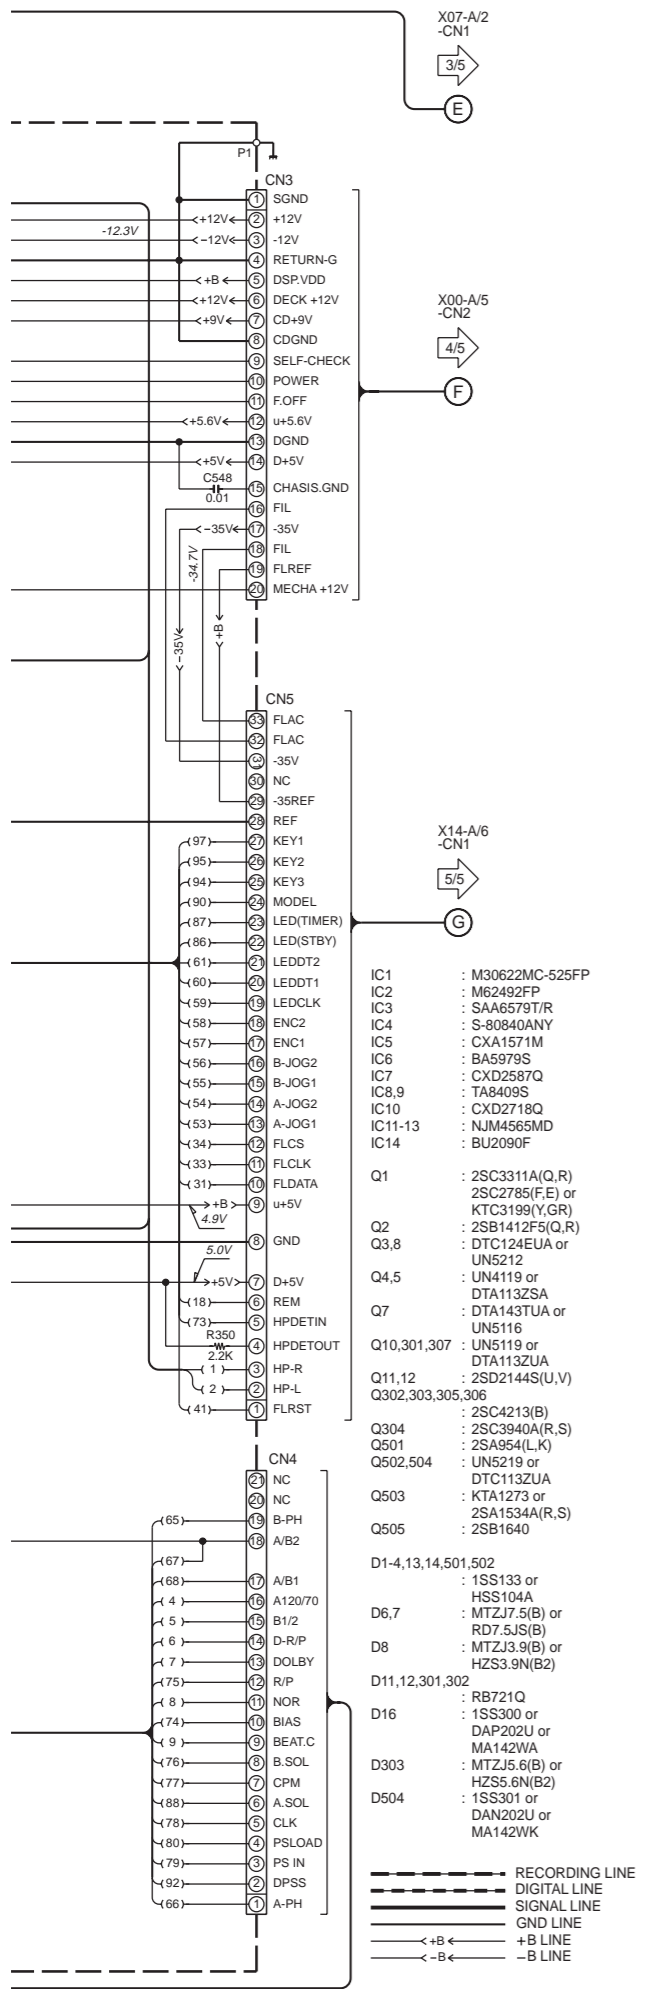 X07-A/2
-CN1
3/5
E
P1
CN3
1 SGND
<+12V 2 +12V
-12.3V
<-12V 3 -12V
4 RETURN-G
<+B 5 DSP.VDD
<+12V 6 DECK +12V
<+9V 7 CD+9V
8 CDGND
9 SELF-CHECK
10 POWER
11 F.OFF
<+5.6V 12 u+5.6V
13 DGND
<+5V 14 D+5V
C548
0.01
15 CHASIS.GND
16 FIL
<-35V 17 -35V
18 FIL
19 FLREF
20 MECHA +12V
-34.7V
-35V
+B
X00-A/5
-CN2
4/5
F
CN5
33 FLAC
32 FLAC
31 -35V
30 NC
29 -35REF
28 REF
(97) 27 KEY1
(95) 26 KEY2
(94) 25 KEY3
(90) 24 MODEL
(87) 23 LED(TIMER)
(86) 22 LED(STBY)
(61) 21 LEDDT2
(60) 20 LEDDT1
(59) 19 LEDCLK
(58) 18 ENC2
(57) 17 ENC1
(56) 16 B-JOG2
(55) 15 B-JOG1
(54) 14 A-JOG2
(53) 13 A-JOG1
(34) 12 FLCS
(33) 11 FLCLK
(31) 10 FLDATA
+B 9 u+5V
4.9V
8 GND
5.0V
+5V 7 D+5V
(18) 6 REM
(73) 5 HPDETIN
R350
2.2K
4 HPDETOUT
(1) 3 HP-R
(2) 2 HP-L
(41) 1 FLRST
X14-A/6
-CN1
5/5
G
CN4
21 NC
20 NC
(65) 19 B-PH
18 A/B2
(67)
(68) 17 A/B1
(4) 16 A120/70
(5) 15 B1/2
(6) 14 D-R/P
(7) 13 DOLBY
(75) 12 R/P
(8) 11 NOR
(74) 10 BIAS
(9) 9 BEAT.C
(76) 8 B.SOL
(77) 7 CPM
(88) 6 A.SOL
(78) 5 CLK
(80) 4 PSLOAD
(79) 3 PS IN
(92) 2 DPSS
(66) 1 A-PH
IC1 : M30622MC-525FP
IC2 : M62492FP
IC3 : SAA6579T/R
IC4 : S-80840ANY
IC5 : CXA1571M
IC6 : BA5979S
IC7 : CXD2587Q
IC8,9 : TA8409S
IC10 : CXD2718Q
IC11-13 : NJM4565MD
IC14 : BU2090F
Q1 : 2SC3311A(Q,R)
2SC2785(F,E) or
KTC3199(Y,GR)
Q2 : 2SB1412F5(Q,R)
Q3,8 : DTC124EUA or
UN5212
Q4,5 : UN4119 or
DTA113ZSA
Q7 : DTA143TUA or
UN5116
Q10,301,307 : UN5119 or
DTA113ZUA
Q11,12 : 2SD2144S(U,V)
Q302,303,305,306
: 2SC4213(B)
Q304 : 2SC3940A(R,S)
Q501 : 2SA954(L,K)
Q502,504 : UN5219 or
DTC113ZUA
Q503 : KTA1273 or
2SA1534A(R,S)
Q505 : 2SB1640
D1-4,13,14,501,502
: 1SS133 or
HSS104A
D6,7 : MTZJ7.5(B) or
RD7.5JS(B)
D8 : MTZJ3.9(B) or
HZS3.9N(B2)
D11,12,301,302
: RB721Q
D16 : 1SS300 or
DAP202U or
MA142WA
D303 : MTZJ5.6(B) or
HZS5.6N(B2)
D504 : 1SS301 or
DAN202U or
MA142WK
RECORDING LINE
DIGITAL LINE
SIGNAL LINE
GND LINE
<+B +B LINE
<-B -B LINE